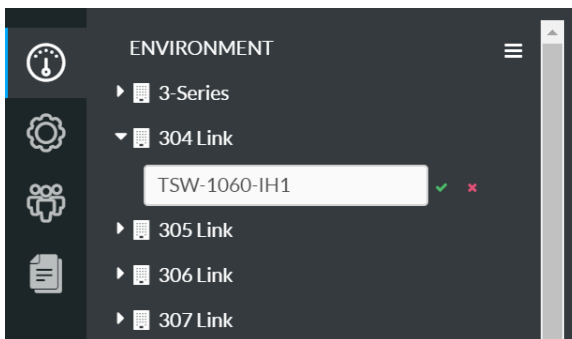 ENVIRONMENT
3-Series
304 Link
TSW-1060-IH1
305 Link
306 Link
307 Link